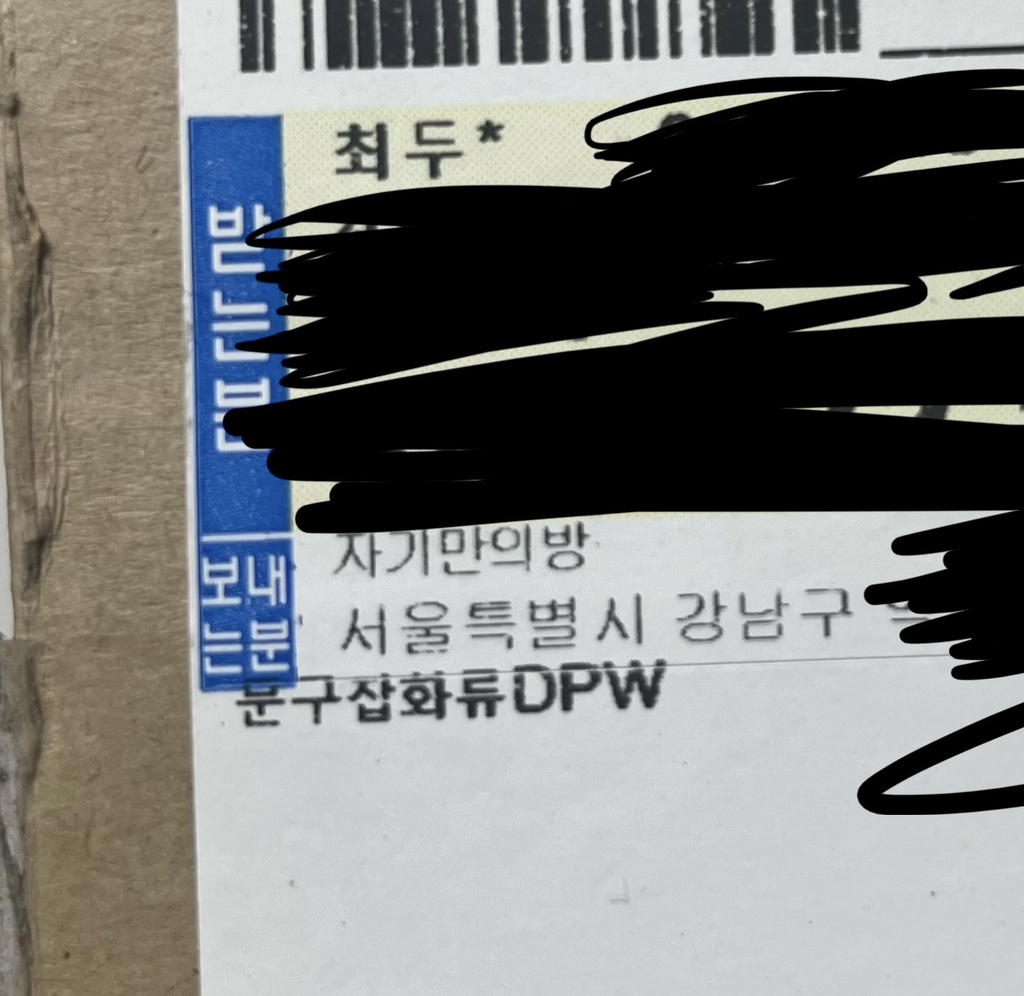 최두*
받는분
자기만의방
보내는분
서울특별시 강남구
문구잡화류DPW